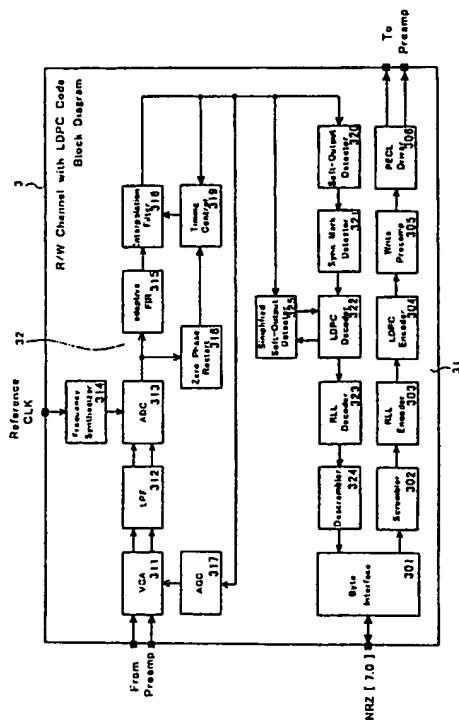 3
R/W Channel with LDPC Code
Block Diagram
Reference
CLK
32
Frequency
Synthesizer
314
From
Preamp
VGA
311
LPF
312
ADC
313
adaptive
FIR
315
Interpolation
Filter
318
AGC
317
Zero Phase
Restart
316
Timing
Control
319
Simplified
Soft-Output
Detector
325
NRZ [ 7.0 ]
Byte
Interface
301
Descrambler
324
RLL
Decoder
323
LDPC
Decoder
322
Sync Mark
Detector
321
Soft-Output
Detector
320
Scrambler
302
RLL
Encoder
303
LDPC
Encoder
304
Write
Precomp
305
PECL
Driver
306
To
Preamp
31